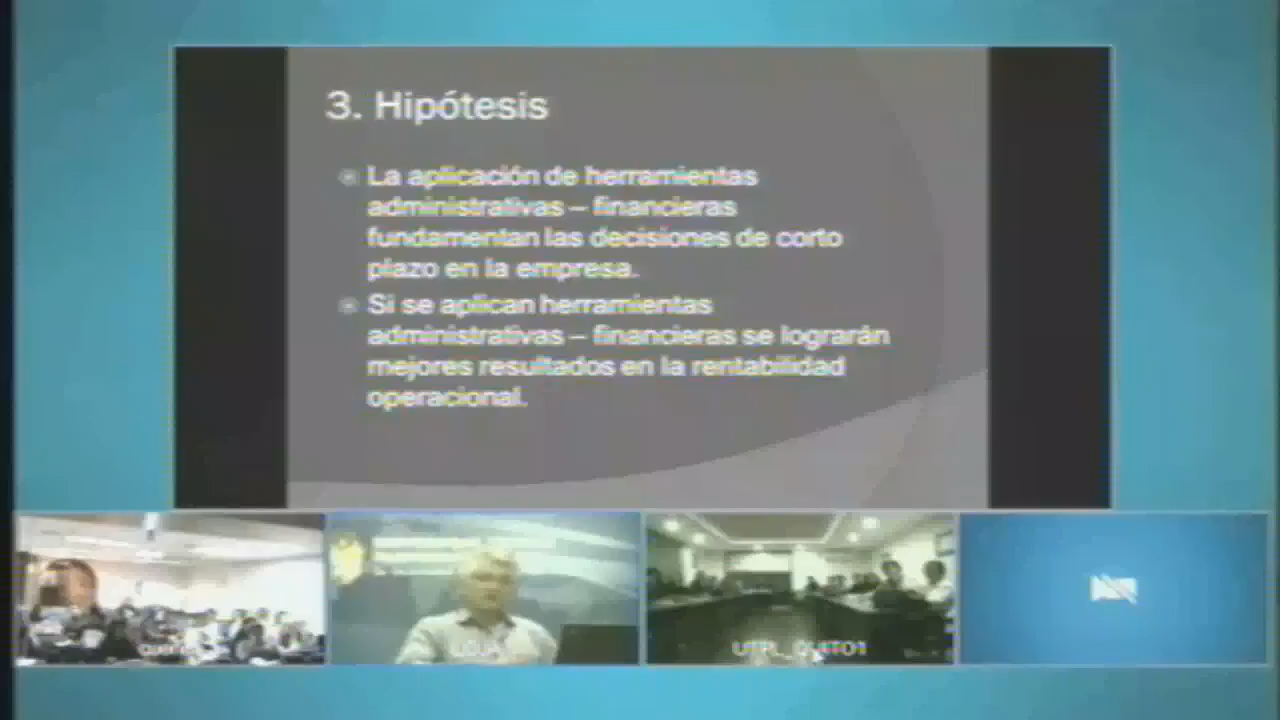 3. Hipótesis
La aplicación de herramientas
administrativas – financieras
fundamentan las decisiones de corto
plazo en la empresa.
Si se aplican herramientas
administrativas – financieras se lograrán
mejores resultados en la rentabilidad
operacional.
LOJA
UTPL_QUITO1